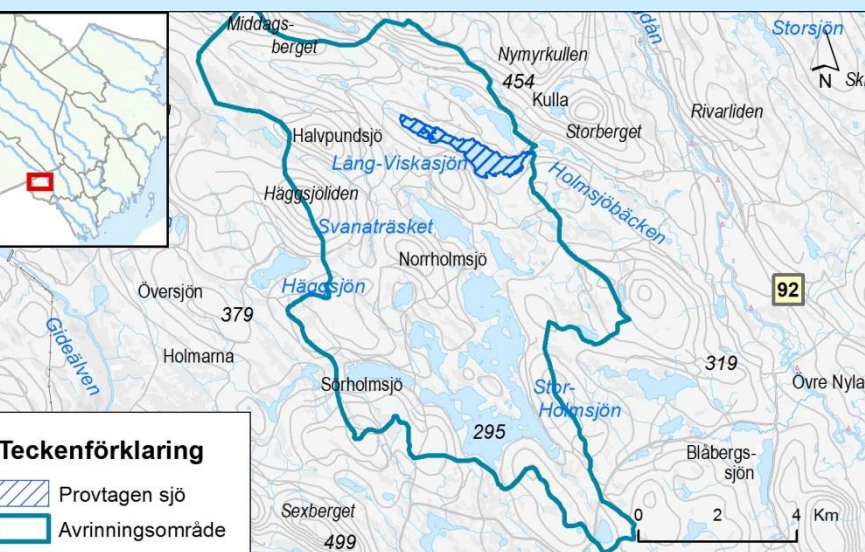 Middags-
berget
Nymyrkullen
454
Kulla
Storsjön
N
Rivarliden
Storberget
Halvpundsjö
Lång-Viskasjön
Holmsjöbäcken
Häggsjöliden
Svanaträsket
Norrholmsjö
Häggsjön
Översjön
379
92
Gideälven
Holmarna
319
Sörholmsjö
Stor-
Holmsjön
Övre Nyla
295
Blåbergs-
sjön
Teckenförklaring
Provtagen sjö
Avrinningsområde
Sexberget
499
0 2 4 Km